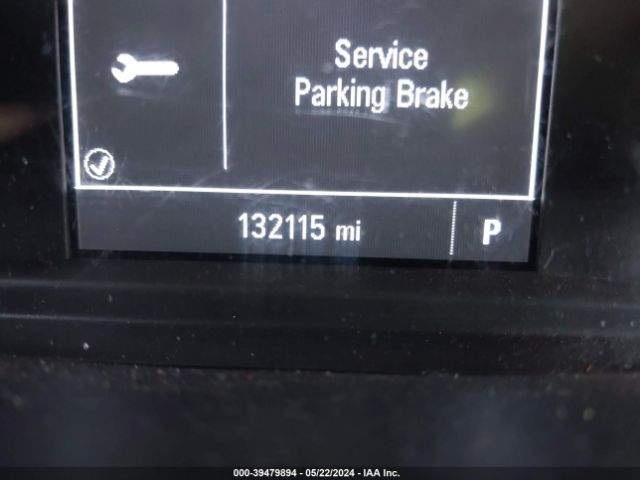 Service
Parking Brake
132115 mi
P
000-39479894 - 05/22/2024 - IAA Inc.